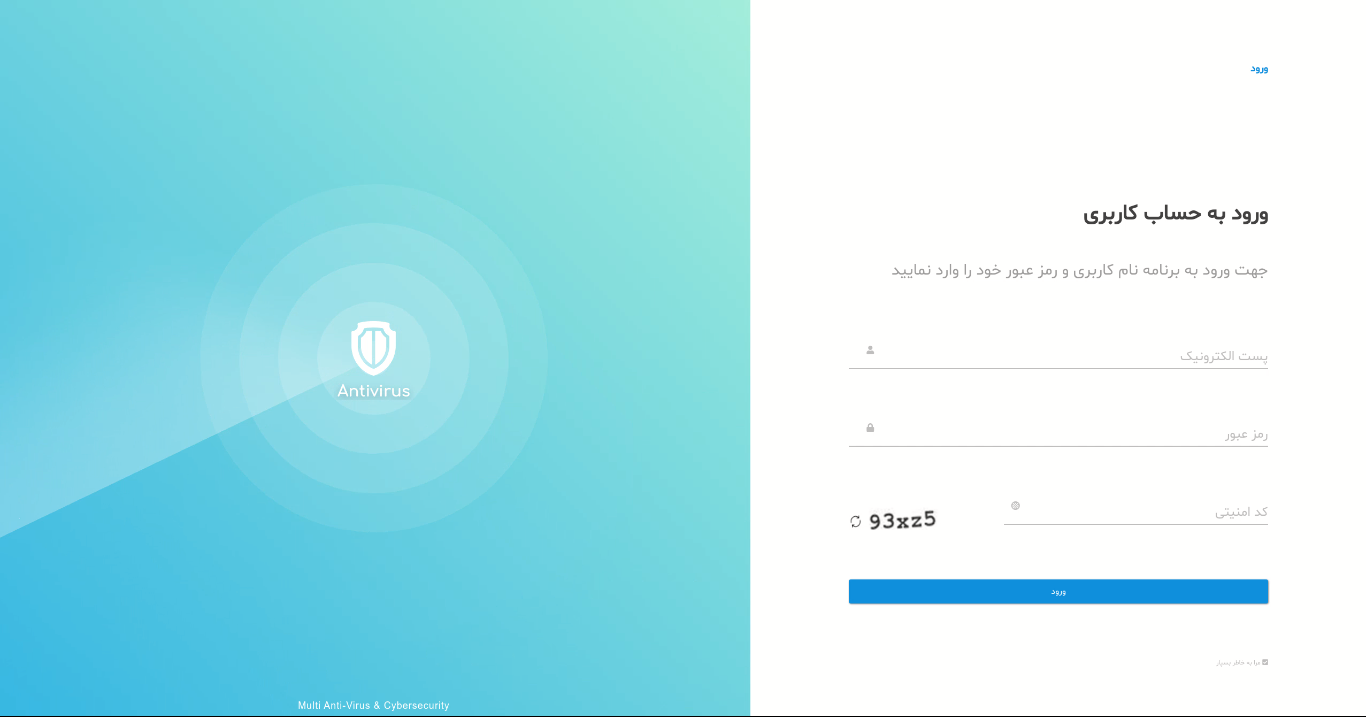 ورود
ورود به حساب کاربری
جهت ورود به برنامه نام کاربری و رمز عبور خود را وارد نمایید
پست الکترونیک
رمز عبور
کد امنیتی
93xz5
ورود
مرا به خاطر بسپار
Antivirus
Multi Anti-Virus & Cybersecurity